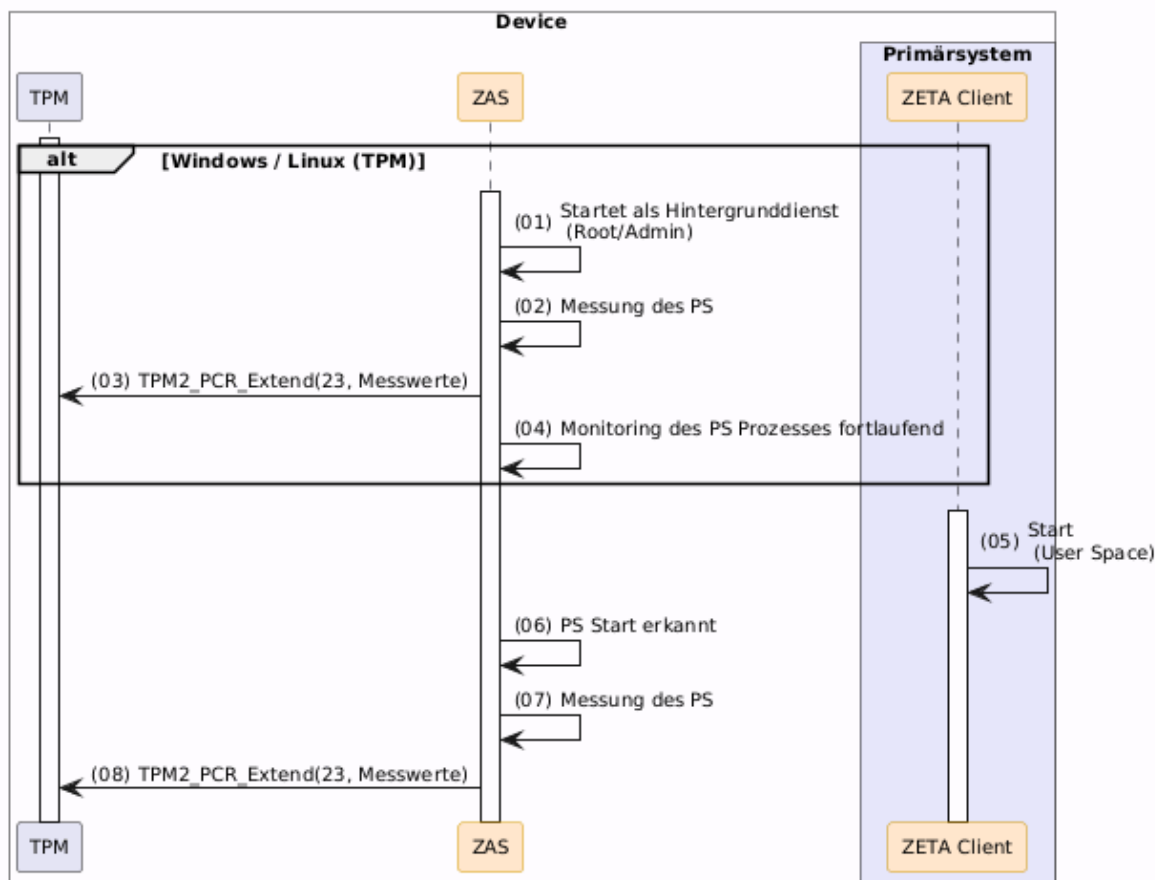 Device
Primärsystem
TPM
ZAS
ZETA Client
alt
[Windows / Linux (TPM)]
(01) Startet als Hintergrunddienst
(Root/Admin)
(02) Messung des PS
(03) TPM2_PCR_Extend(23, Messwerte)
(04) Monitoring des PS Prozesses fortlaufend
(05) Start
(User Space)
(06) PS Start erkannt
(07) Messung des PS
(08) TPM2_PCR_Extend(23, Messwerte)
TPM
ZAS
ZETA Client